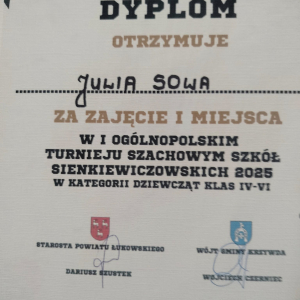 DYPLOM
OTRZYMUJE
JULIA SOWA
ZA ZAJĘCIE I MIEJSCA
W I OGÓLNOPOLSKIM
TURNIEJU SZACHOWYM SZKÓŁ
SIENKIEWICZOWSKICH 2025
W KATEGORII DZIEWCZĄT KLAS IV-VI
STAROSTA POWIATU ŁUKOWSKIEGO
WÓJT GMINY KRZYWDA
DARIUSZ SZUSTEK
WOJCIECH CZERNIEC